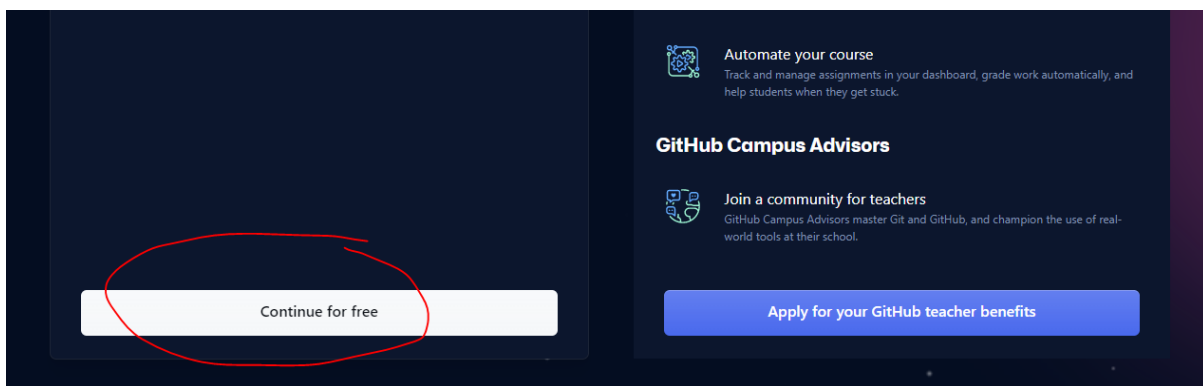 Automate your course
Track and manage assignments in your dashboard, grade work automatically, and
help students when they get stuck.
GitHub Campus Advisors
Join a community for teachers
GitHub Campus Advisors master Git and GitHub, and champion the use of real-
world tools at their school.
Continue for free
Apply for your GitHub teacher benefits